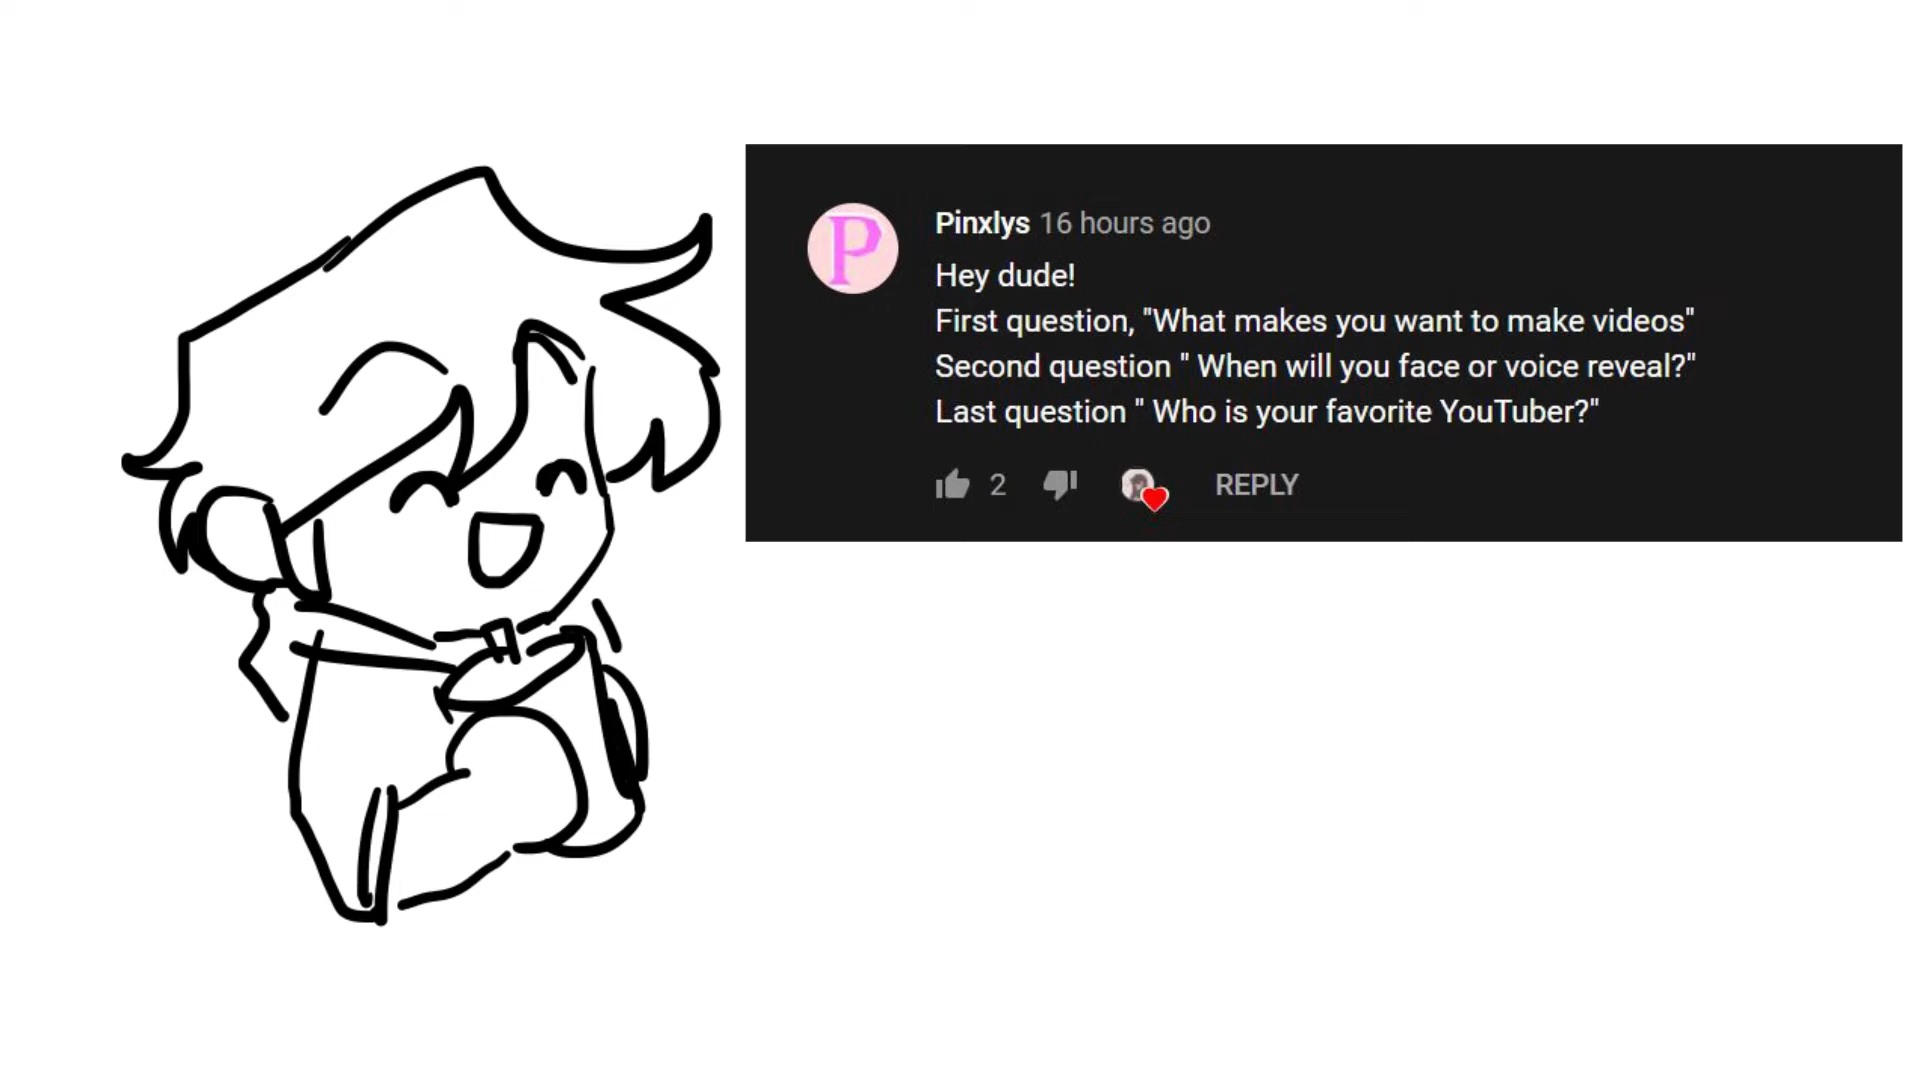 P
Pinxlys 16 hours ago
Hey dude!
First question, "What makes you want to make videos"
Second question " When will you face or voice reveal?"
Last question " Who is your favorite YouTuber?"
2 REPLY